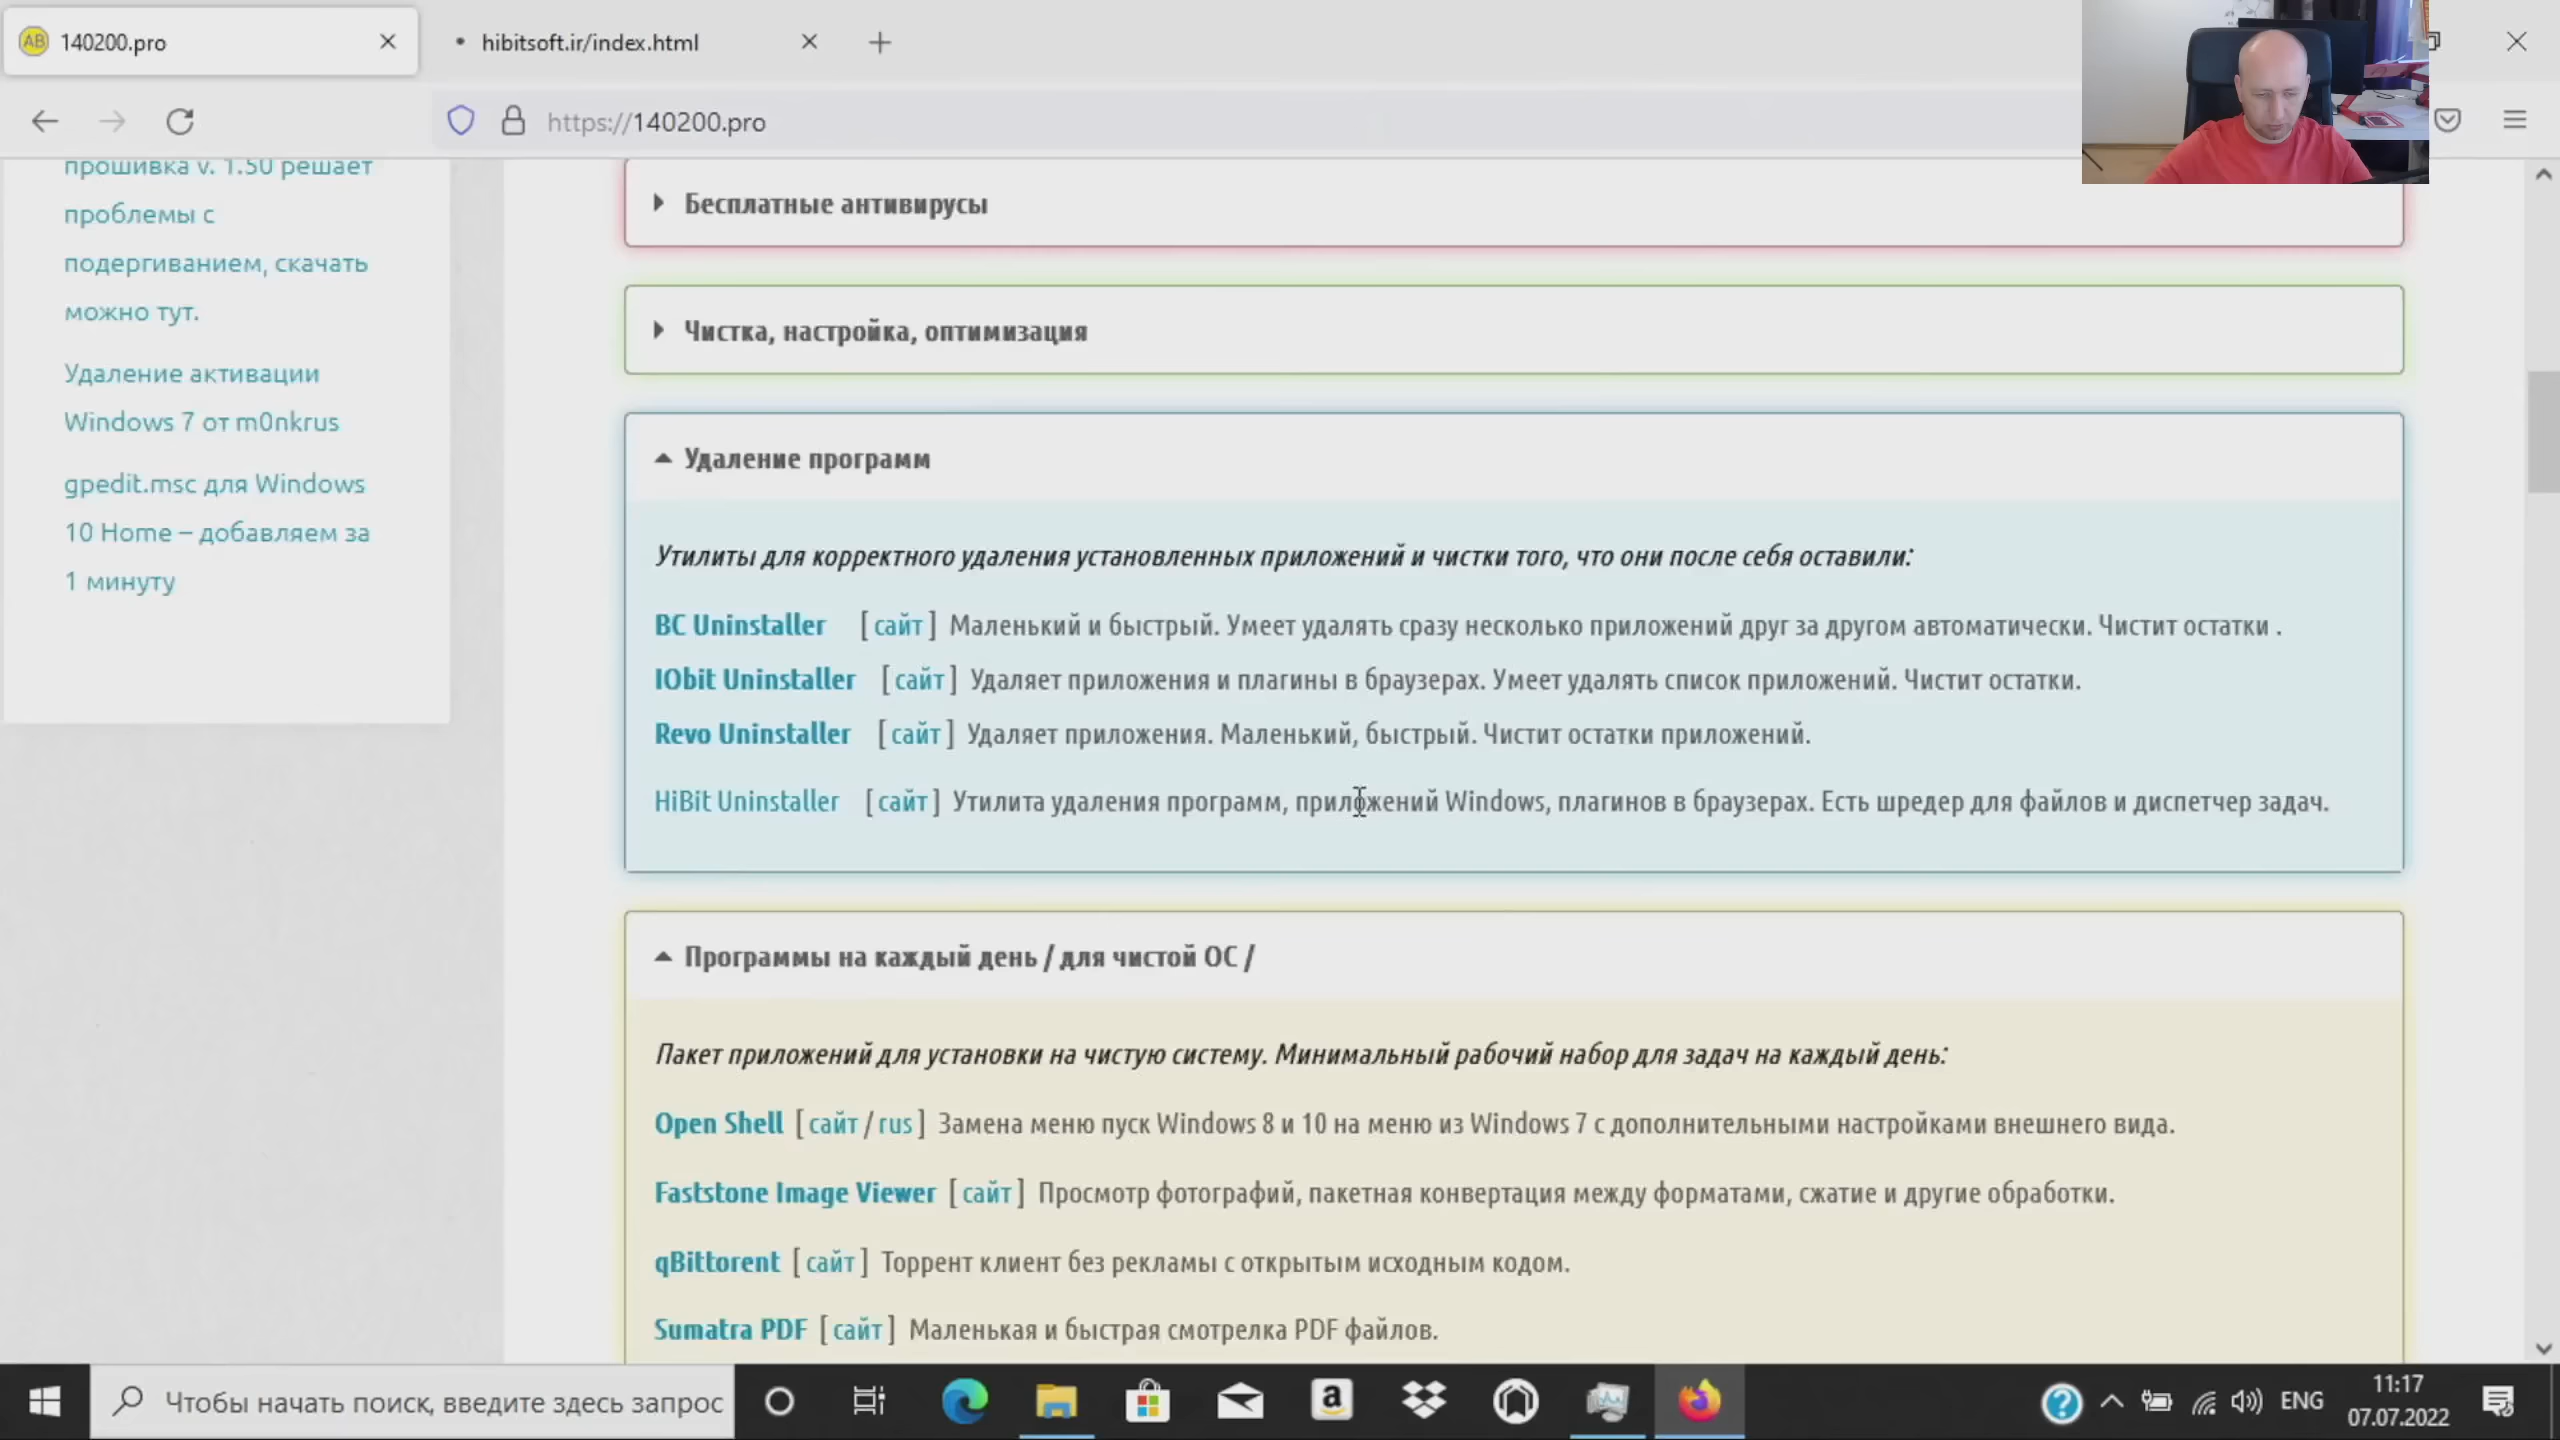 140200.pro
hibitsoft.ir/index.html
https://140200.pro
прошивка v. 1.50 решает
проблемы с
подергиванием, скачать
можно тут.
Удаление активации
Windows 7 от m0nkrus
gpedit.msc для Windows
10 Home – добавляем за
1 минуту
Бесплатные антивирусы
Чистка, настройка, оптимизация
Удаление программ
Утилиты для корректного удаления установленных приложений и чистки того, что они после себя оставили:
BC Uninstaller [ сайт ] Маленький и быстрый. Умеет удалять сразу несколько приложений друг за другом автоматически. Чистит остатки .
IObit Uninstaller [ сайт ] Удаляет приложения и плагины в браузерах. Умеет удалять список приложений. Чистит остатки.
Revo Uninstaller [ сайт ] Удаляет приложения. Маленький, быстрый. Чистит остатки приложений.
HiBit Uninstaller [ сайт ] Утилита удаления программ, приложений Windows, плагинов в браузерах. Есть шредер для файлов и диспетчер задач.
Программы на каждый день / для чистой ОС /
Пакет приложений для установки на чистую систему. Минимальный рабочий набор для задач на каждый день:
Open Shell [ сайт / rus ] Замена меню пуск Windows 8 и 10 на меню из Windows 7 с дополнительными настройками внешнего вида.
Faststone Image Viewer [ сайт ] Просмотр фотографий, пакетная конвертация между форматами, сжатие и другие обработки.
qBittorent [ сайт ] Торрент клиент без рекламы с открытым исходным кодом.
Sumatra PDF [ сайт ] Маленькая и быстрая смотрелка PDF файлов.
Чтобы начать поиск, введите здесь запрос
ENG
11:17
07.07.2022